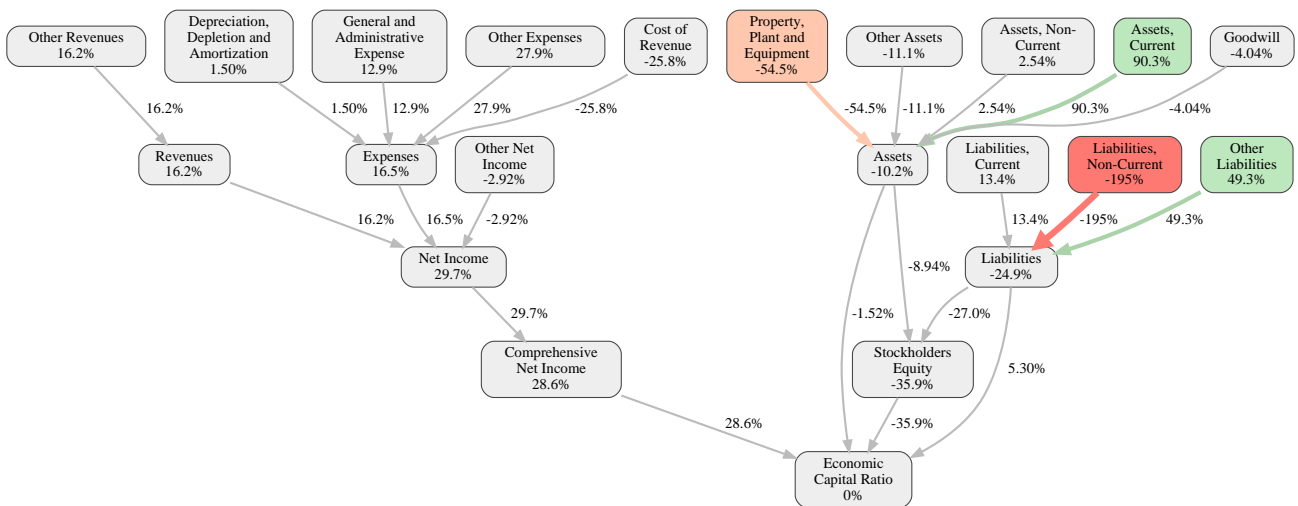 Other Revenues
16.2%
Depreciation,
Depletion and
Amortization
1.50%
General and
Administrative
Expense
12.9%
Other Expenses
27.9%
Cost of
Revenue
-25.8%
Property,
Plant and
Equipment
-54.5%
Other Assets
-11.1%
Assets, Non-
Current
2.54%
Assets,
Current
90.3%
Goodwill
-4.04%
16.2%
1.50%
12.9%
27.9%
-25.8%
-54.5%
-11.1%
2.54%
90.3%
-4.04%
Revenues
16.2%
Expenses
16.5%
Other Net
Income
-2.92%
Assets
-10.2%
Liabilities,
Current
13.4%
Liabilities,
Non-Current
-195%
Other
Liabilities
49.3%
16.2%
16.5%
-2.92%
13.4%
-195%
49.3%
Net Income
29.7%
-8.94%
Liabilities
-24.9%
29.7%
-1.52%
-27.0%
Comprehensive
Net Income
28.6%
Stockholders
Equity
-35.9%
5.30%
28.6%
-35.9%
Economic
Capital Ratio
0%